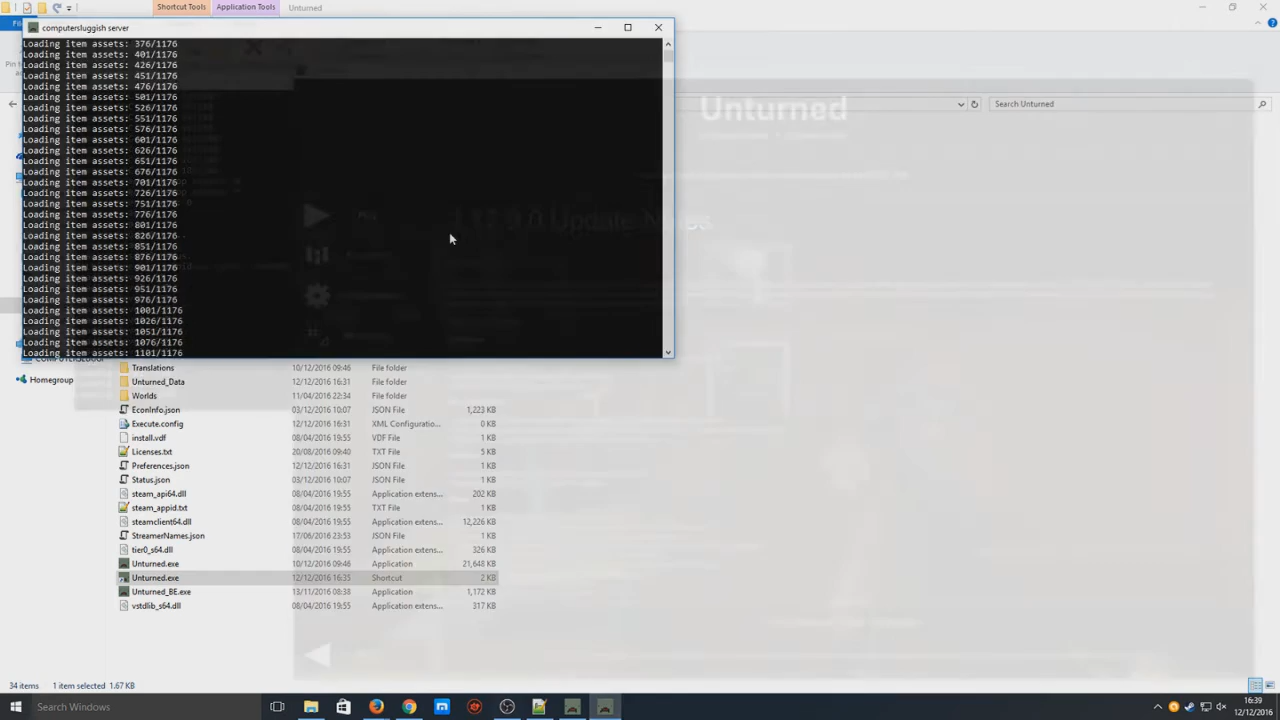 Shortcut Tools
Application Tools
Unturned
computersluggish server
Loading item assets: 376/1176
Loading item assets: 401/1176
Loading item assets: 426/1176
Loading item assets: 451/1176
Loading item assets: 476/1176
Loading item assets: 501/1176
Loading item assets: 526/1176
Loading item assets: 551/1176
Loading item assets: 576/1176
Loading item assets: 601/1176
Loading item assets: 626/1176
Loading item assets: 651/1176
Loading item assets: 676/1176
Loading item assets: 701/1176
Loading item assets: 726/1176
Loading item assets: 751/1176
Loading item assets: 776/1176
Loading item assets: 801/1176
Loading item assets: 826/1176
Loading item assets: 851/1176
Loading item assets: 876/1176
Loading item assets: 901/1176
Loading item assets: 926/1176
Loading item assets: 951/1176
Loading item assets: 976/1176
Loading item assets: 1001/1176
Loading item assets: 1026/1176
Loading item assets: 1051/1176
Loading item assets: 1076/1176
Loading item assets: 1101/1176
Unturned
Search Unturned
Update
Homegroup
Translations 10/12/2016 09:46 File folder
Unturned_Data 12/12/2016 16:31 File folder
Worlds 11/04/2016 22:34 File folder
EconInfo.json 03/12/2016 10:07 JSON File 1,223 KB
Execute.config 12/12/2016 16:31 XML Configuratio... 0 KB
install.vdf 08/04/2016 19:55 VDF File 1 KB
Licenses.txt 20/08/2016 09:40 TXT File 5 KB
Preferences.json 12/12/2016 16:31 JSON File 1 KB
Status.json 03/12/2016 10:07 JSON File 1 KB
steam_api64.dll 08/04/2016 19:55 Application extens... 202 KB
steam_appid.txt 08/04/2016 19:55 TXT File 1 KB
steamclient64.dll 08/04/2016 19:55 Application extens... 12,226 KB
StreamerNames.json 17/06/2016 23:53 JSON File 1 KB
tier0_s64.dll 08/04/2016 19:55 Application extens... 326 KB
Unturned.exe 10/12/2016 09:46 Application 21,648 KB
Unturned.exe 12/12/2016 16:35 Shortcut 2 KB
Unturned_BE.exe 13/11/2016 08:38 Application 1,172 KB
vstdlib_s64.dll 08/04/2016 19:55 Application extens... 317 KB
34 items 1 item selected 1.67 KB
Search Windows
16:39
12/12/2016